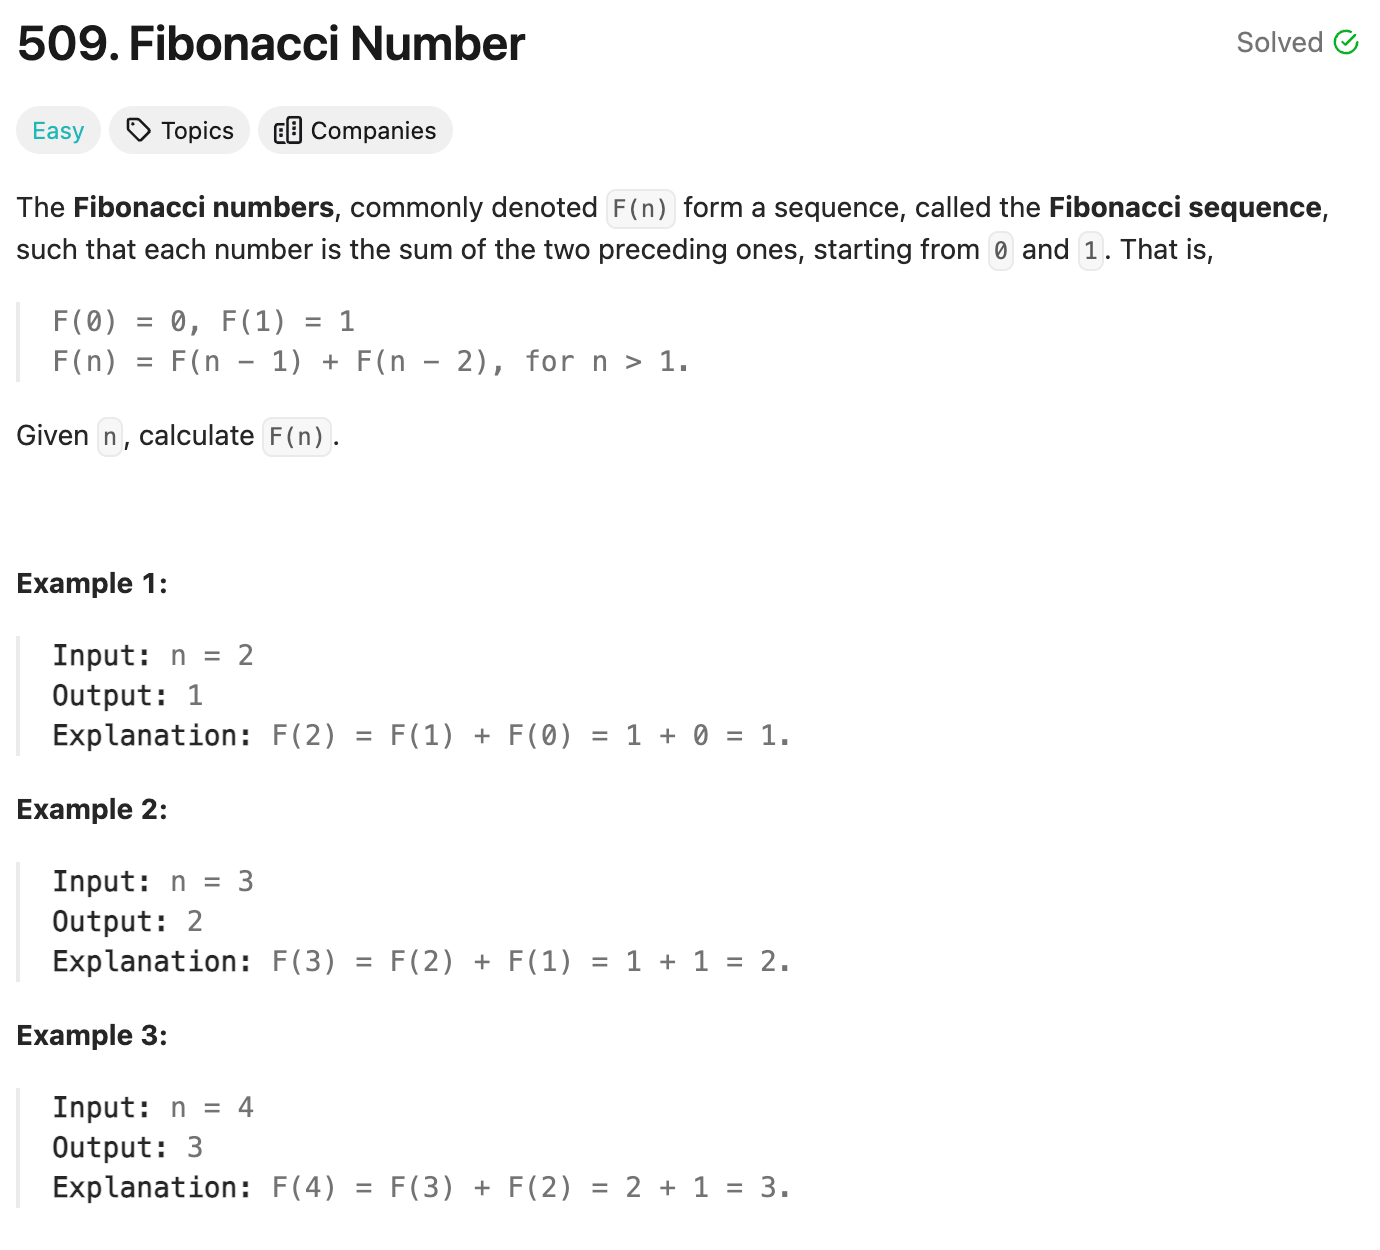 509. Fibonacci Number
Solved
Easy
Topics
Companies
The Fibonacci numbers, commonly denoted F(n) form a sequence, called the Fibonacci sequence,
such that each number is the sum of the two preceding ones, starting from 0 and 1. That is,
F(0) = 0, F(1) = 1
F(n) = F(n − 1) + F(n − 2), for n > 1.
Given n, calculate F(n).
Example 1:
Input: n = 2
Output: 1
Explanation: F(2) = F(1) + F(0) = 1 + 0 = 1.
Example 2:
Input: n = 3
Output: 2
Explanation: F(3) = F(2) + F(1) = 1 + 1 = 2.
Example 3:
Input: n = 4
Output: 3
Explanation: F(4) = F(3) + F(2) = 2 + 1 = 3.